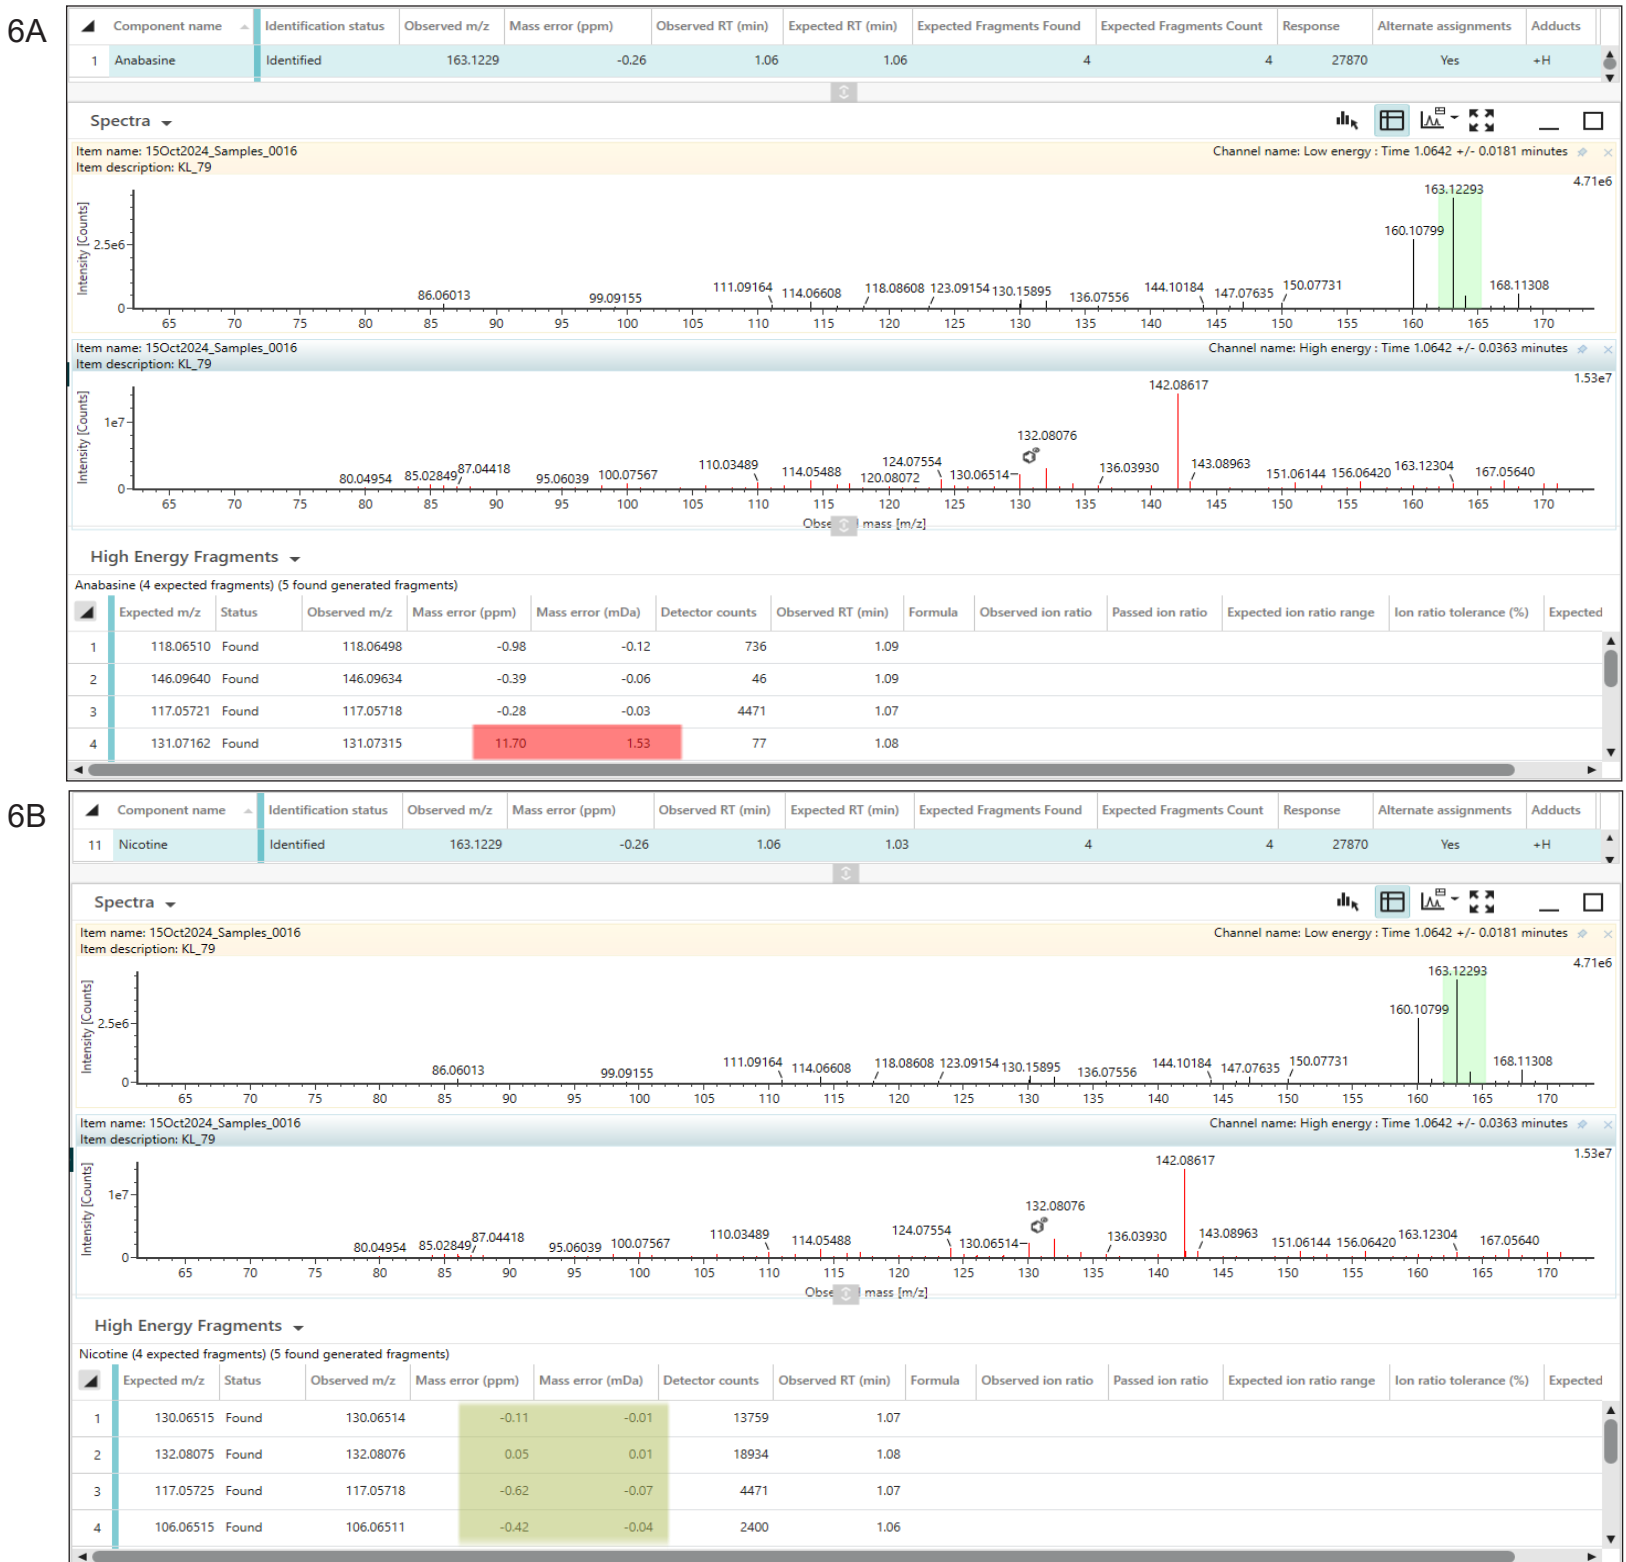 6A
Component name Identification status Observed m/z Mass error (ppm) Observed RT (min) Expected RT (min) Expected Fragments Found Expected Fragments Count Response Alternate assignments Adducts
1 Anabasine Identified 163.1229 -0.26 1.06 1.06 4 4 27870 Yes +H
Spectra
Item name: 15Oct2024_Samples_0016 Channel name: Low energy : Time 1.0642 +/- 0.0181 minutes
Item description: KL_79
4.71e6
Intensity [Counts]
2.5e6
0
163.12293
160.10799
86.06013 99.09155 111.09164 114.06608 118.08608 123.09154 130.15895 136.07556 144.10184 147.07635 150.07731 168.11308
65 70 75 80 85 90 95 100 105 110 115 120 125 130 135 140 145 150 155 160 165 170
Item name: 15Oct2024_Samples_0016 Channel name: High energy : Time 1.0642 +/- 0.0363 minutes
Item description: KL_79
1.53e7
Intensity [Counts]
1e7
0
142.08617
132.08076
80.04954 85.02849 87.04418 95.06039 100.07567 110.03489 114.05488 120.08072 124.07554 130.06514 136.03930 143.08963 151.06144 156.06420 163.12304 167.05640
65 70 75 80 85 90 95 100 105 110 115 120 125 130 135 140 145 150 155 160 165 170
Obse mass [m/z]
High Energy Fragments
Anabasine (4 expected fragments) (5 found generated fragments)
Expected m/z Status Observed m/z Mass error (ppm) Mass error (mDa) Detector counts Observed RT (min) Formula Observed ion ratio Passed ion ratio Expected ion ratio range Ion ratio tolerance (%) Expected
1 118.06510 Found 118.06498 -0.98 -0.12 736 1.09
2 146.09640 Found 146.09634 -0.39 -0.06 46 1.09
3 117.05721 Found 117.05718 -0.28 -0.03 4471 1.07
4 131.07162 Found 131.07315 11.70 1.53 77 1.08
6B
Component name Identification status Observed m/z Mass error (ppm) Observed RT (min) Expected RT (min) Expected Fragments Found Expected Fragments Count Response Alternate assignments Adducts
11 Nicotine Identified 163.1229 -0.26 1.06 1.03 4 4 27870 Yes +H
Spectra
Item name: 15Oct2024_Samples_0016 Channel name: Low energy : Time 1.0642 +/- 0.0181 minutes
Item description: KL_79
4.71e6
Intensity [Counts]
2.5e6
0
163.12293
160.10799
86.06013 99.09155 111.09164 114.06608 118.08608 123.09154 130.15895 136.07556 144.10184 147.07635 150.07731 168.11308
65 70 75 80 85 90 95 100 105 110 115 120 125 130 135 140 145 150 155 160 165 170
Item name: 15Oct2024_Samples_0016 Channel name: High energy : Time 1.0642 +/- 0.0363 minutes
Item description: KL_79
1.53e7
Intensity [Counts]
1e7
0
142.08617
132.08076
80.04954 85.02849 87.04418 95.06039 100.07567 110.03489 114.05488 124.07554 130.06514 136.03930 143.08963 151.06144 156.06420 163.12304 167.05640
65 70 75 80 85 90 95 100 105 110 115 120 125 130 135 140 145 150 155 160 165 170
Obse mass [m/z]
High Energy Fragments
Nicotine (4 expected fragments) (5 found generated fragments)
Expected m/z Status Observed m/z Mass error (ppm) Mass error (mDa) Detector counts Observed RT (min) Formula Observed ion ratio Passed ion ratio Expected ion ratio range Ion ratio tolerance (%) Expected
1 130.06515 Found 130.06514 -0.11 -0.01 13759 1.07
2 132.08075 Found 132.08076 0.05 0.01 18934 1.08
3 117.05725 Found 117.05718 -0.62 -0.07 4471 1.07
4 106.06515 Found 106.06511 -0.42 -0.04 2400 1.06